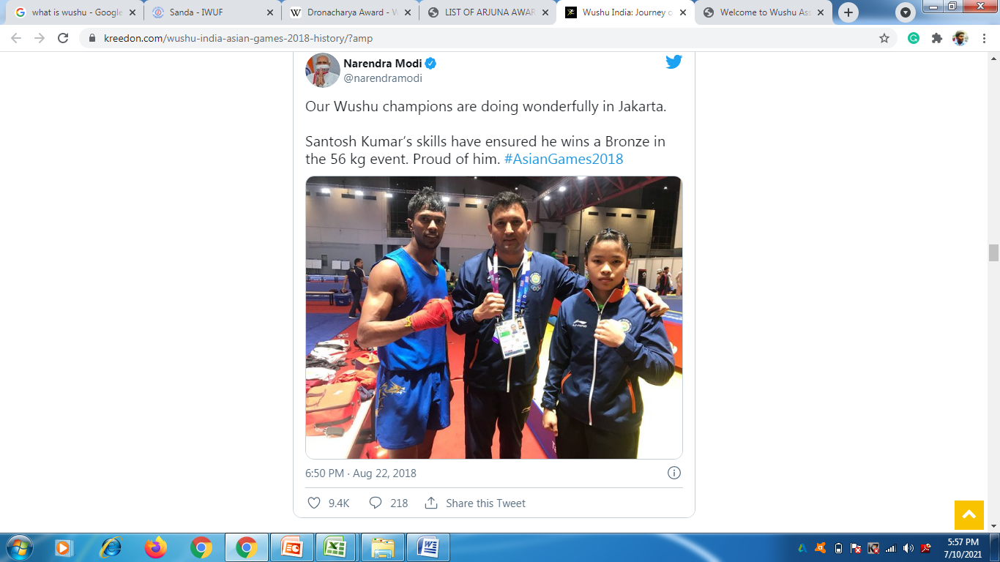 what is wushu - Google
Sanda - IWUF
Dronacharya Award - W
LIST OF ARJUNA AWAR
Wushu India: Journey o
Welcome to Wushu Ass
kreedon.com/wushu-india-asian-games-2018-history/?amp
Narendra Modi
@narendramodi
Our Wushu champions are doing wonderfully in Jakarta.
Santosh Kumar’s skills have ensured he wins a Bronze in
the 56 kg event. Proud of him. #AsianGames2018
LI-NING
6:50 PM · Aug 22, 2018
9.4K
218
Share this Tweet
5:57 PM
7/10/2021